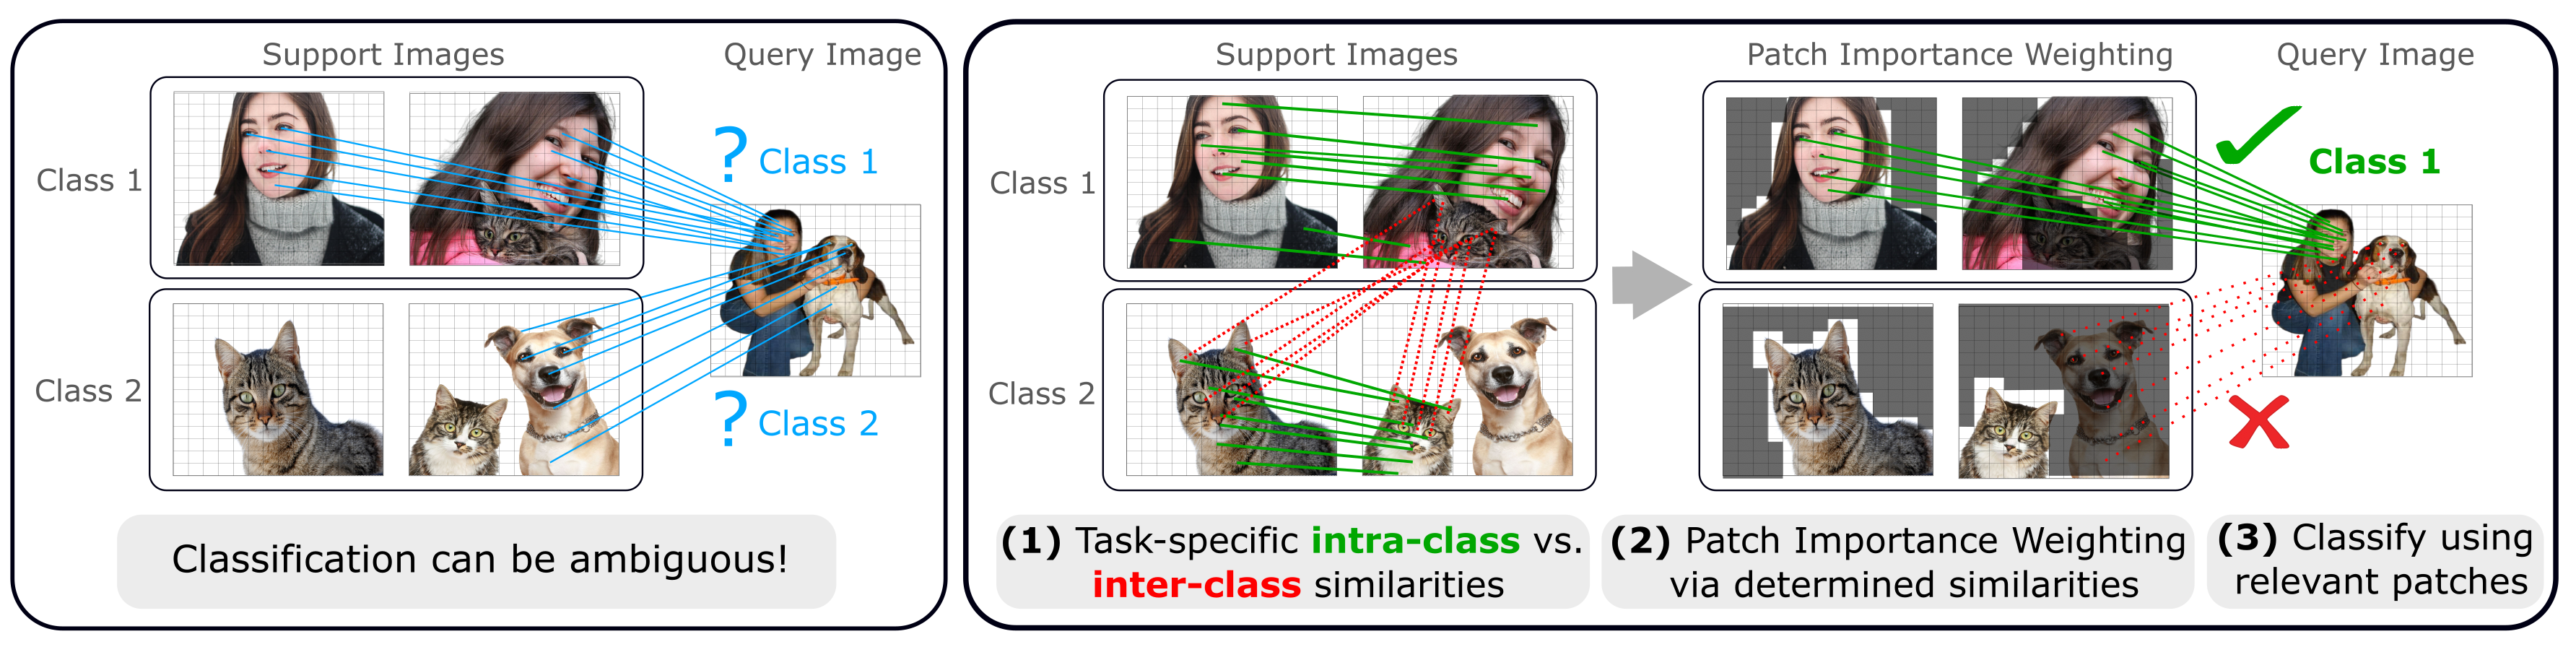 Support Images
Query Image
Class 1
? Class 1
Class 2
? Class 2
Classification can be ambiguous!
Support Images
Patch Importance Weighting
Query Image
Class 1
Class 1
Class 2
(1) Task-specific intra-class vs.
inter-class similarities
(2) Patch Importance Weighting
via determined similarities
(3) Classify using
relevant patches